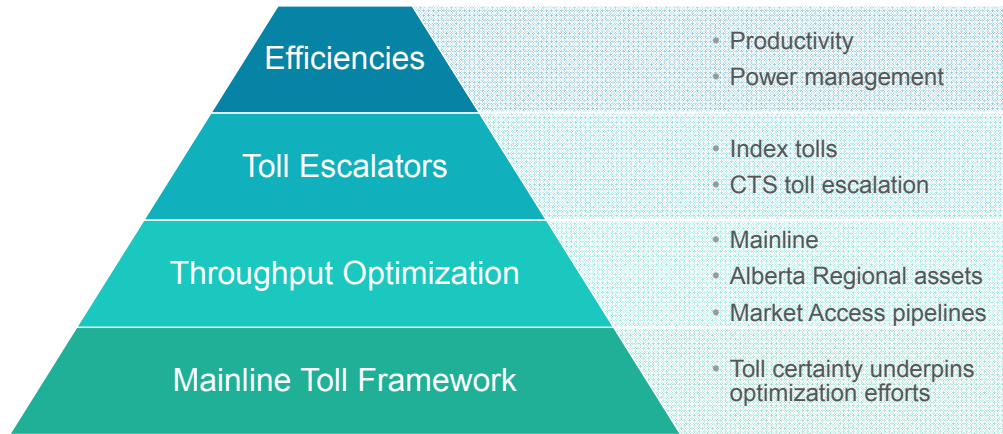 Efficiencies
• Productivity
• Power management
Toll Escalators
• Index tolls
• CTS toll escalation
Throughput Optimization
• Mainline
• Alberta Regional assets
• Market Access pipelines
Mainline Toll Framework
• Toll certainty underpins
optimization efforts